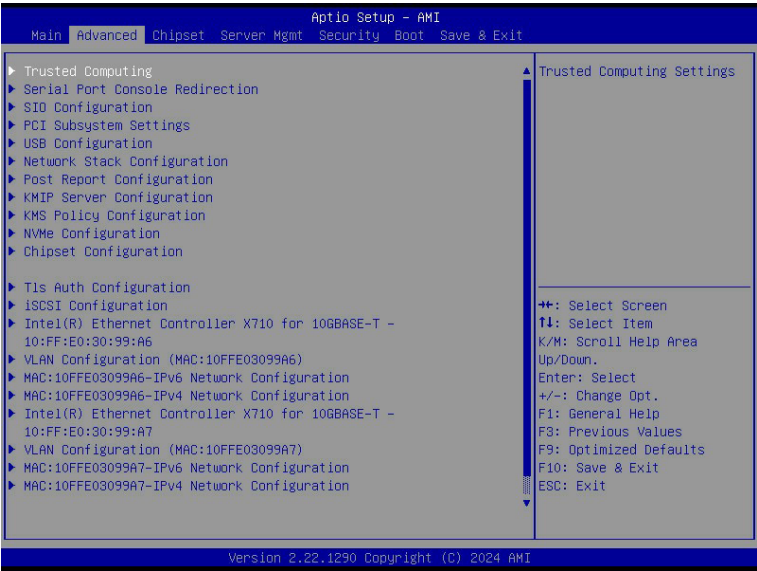 Aptio Setup – AMI
Main Advanced Chipset Server Mgmt Security Boot Save & Exit
Trusted Computing
Serial Port Console Redirection
SIO Configuration
PCI Subsystem Settings
USB Configuration
Network Stack Configuration
Post Report Configuration
KMIP Server Configuration
KMS Policy Configuration
NVMe Configuration
Chipset Configuration
Tls Auth Configuration
iSCSI Configuration
Intel(R) Ethernet Controller X710 for 10GBASE-T –
10:FF:E0:30:99:A6
VLAN Configuration (MAC:10FFE03099A6)
MAC:10FFE03099A6-IPv6 Network Configuration
MAC:10FFE03099A6-IPv4 Network Configuration
Intel(R) Ethernet Controller X710 for 10GBASE-T –
10:FF:E0:30:99:A7
VLAN Configuration (MAC:10FFE03099A7)
MAC:10FFE03099A7-IPv6 Network Configuration
MAC:10FFE03099A7-IPv4 Network Configuration
Trusted Computing Settings
→←: Select Screen
↑↓: Select Item
K/M: Scroll Help Area
Up/Down.
Enter: Select
+/-: Change Opt.
F1: General Help
F3: Previous Values
F9: Optimized Defaults
F10: Save & Exit
ESC: Exit
Version 2.22.1290 Copyright (C) 2024 AMI